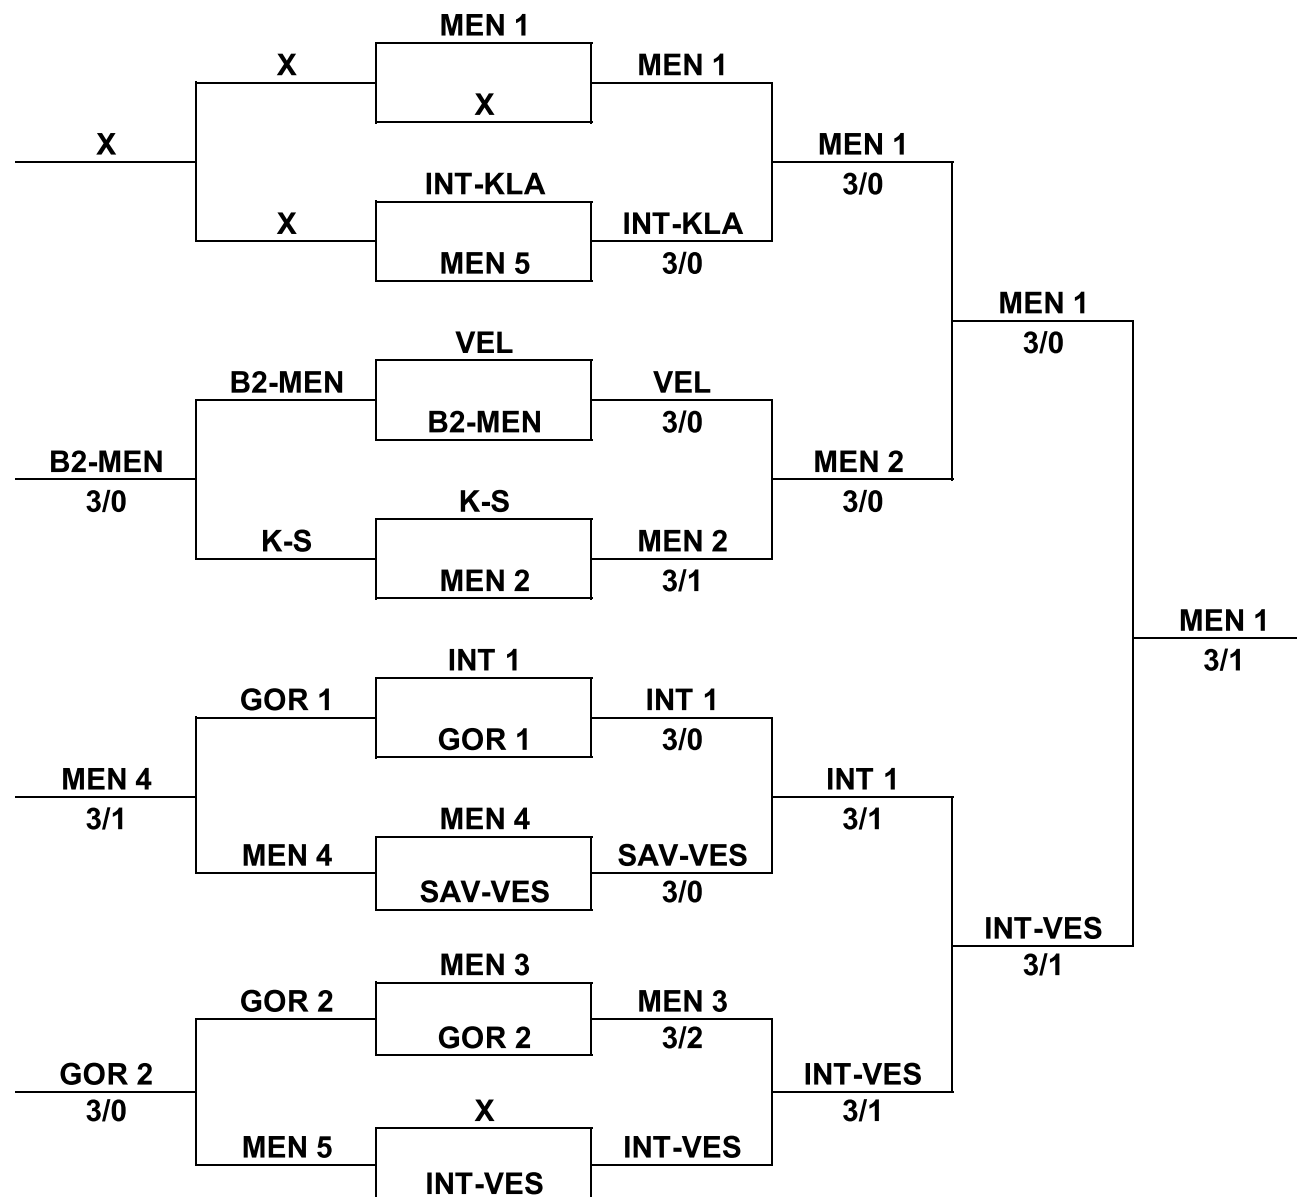 MEN 1
X MEN 1
X
X MEN 1
INT-KLA 3/0
X INT-KLA
MEN 5 3/0
MEN 1
VEL 3/0
B2-MEN VEL
B2-MEN 3/0
B2-MEN MEN 2
3/0 K-S 3/0
K-S MEN 2
MEN 2 3/1
MEN 1
INT 1 3/1
GOR 1 INT 1
GOR 1 3/0
MEN 4 INT 1
3/1 MEN 4 3/1
MEN 4 SAV-VES
SAV-VES 3/0
INT-VES
MEN 3 3/1
GOR 2 MEN 3
GOR 2 3/2
GOR 2 INT-VES
3/0 X 3/1
MEN 5 INT-VES
INT-VES